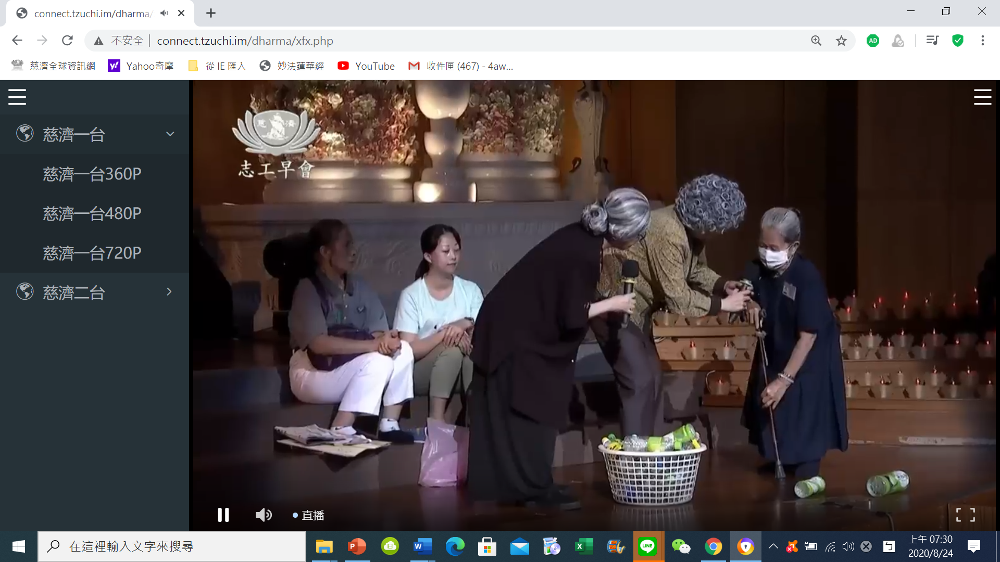 connect.tzuchi.im/dharma/
不安全 connect.tzuchi.im/dharma/xfx.php
慈濟全球資訊網 Yahoo奇摩 從 IE 匯入 妙法蓮華經 YouTube 收件匣 (467) - 4aw...
慈濟一台
慈濟一台360P
慈濟一台480P
慈濟一台720P
慈濟二台
慈濟
志工早會
直播
在這裡輸入文字來搜尋
上午 07:30
2020/8/24